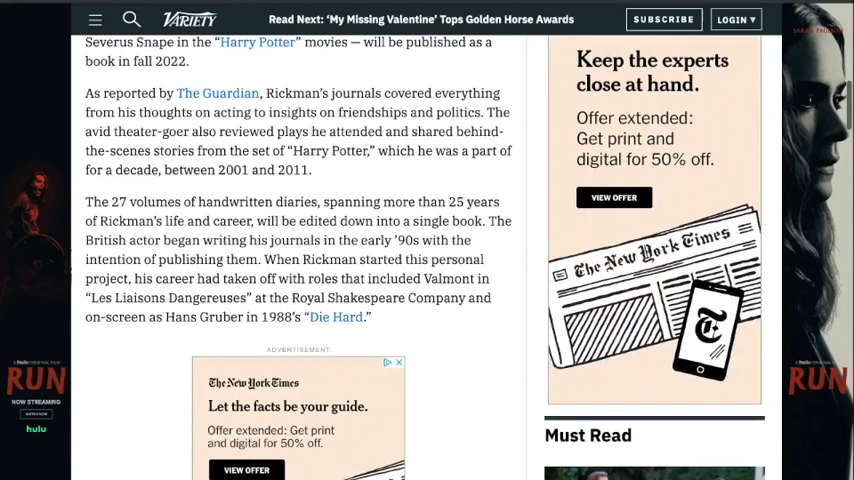 VARIETY
Read Next: ‘My Missing Valentine’ Tops Golden Horse Awards
SUBSCRIBE
LOGIN
Severus Snape in the “Harry Potter” movies — will be published as a
book in fall 2022.
As reported by The Guardian, Rickman’s journals covered everything
from his thoughts on acting to insights on friendships and politics. The
avid theater-goer also reviewed plays he attended and shared behind-
the-scenes stories from the set of “Harry Potter,” which he was a part of
for a decade, between 2001 and 2011.
The 27 volumes of handwritten diaries, spanning more than 25 years
of Rickman’s life and career, will be edited down into a single book. The
British actor began writing his journals in the early ’90s with the
intention of publishing them. When Rickman started this personal
project, his career had taken off with roles that included Valmont in
“Les Liaisons Dangereuses” at the Royal Shakespeare Company and
on-screen as Hans Gruber in 1988’s “Die Hard.”
ADVERTISEMENT
The New York Times
Let the facts be your guide.
Offer extended: Get print
and digital for 50% off.
VIEW OFFER
Keep the experts
close at hand.
Offer extended:
Get print and
digital for 50% off.
VIEW OFFER
The New York Times
T
Must Read
RUN
NOW STREAMING
hulu
SARAH PAULSON
RUN